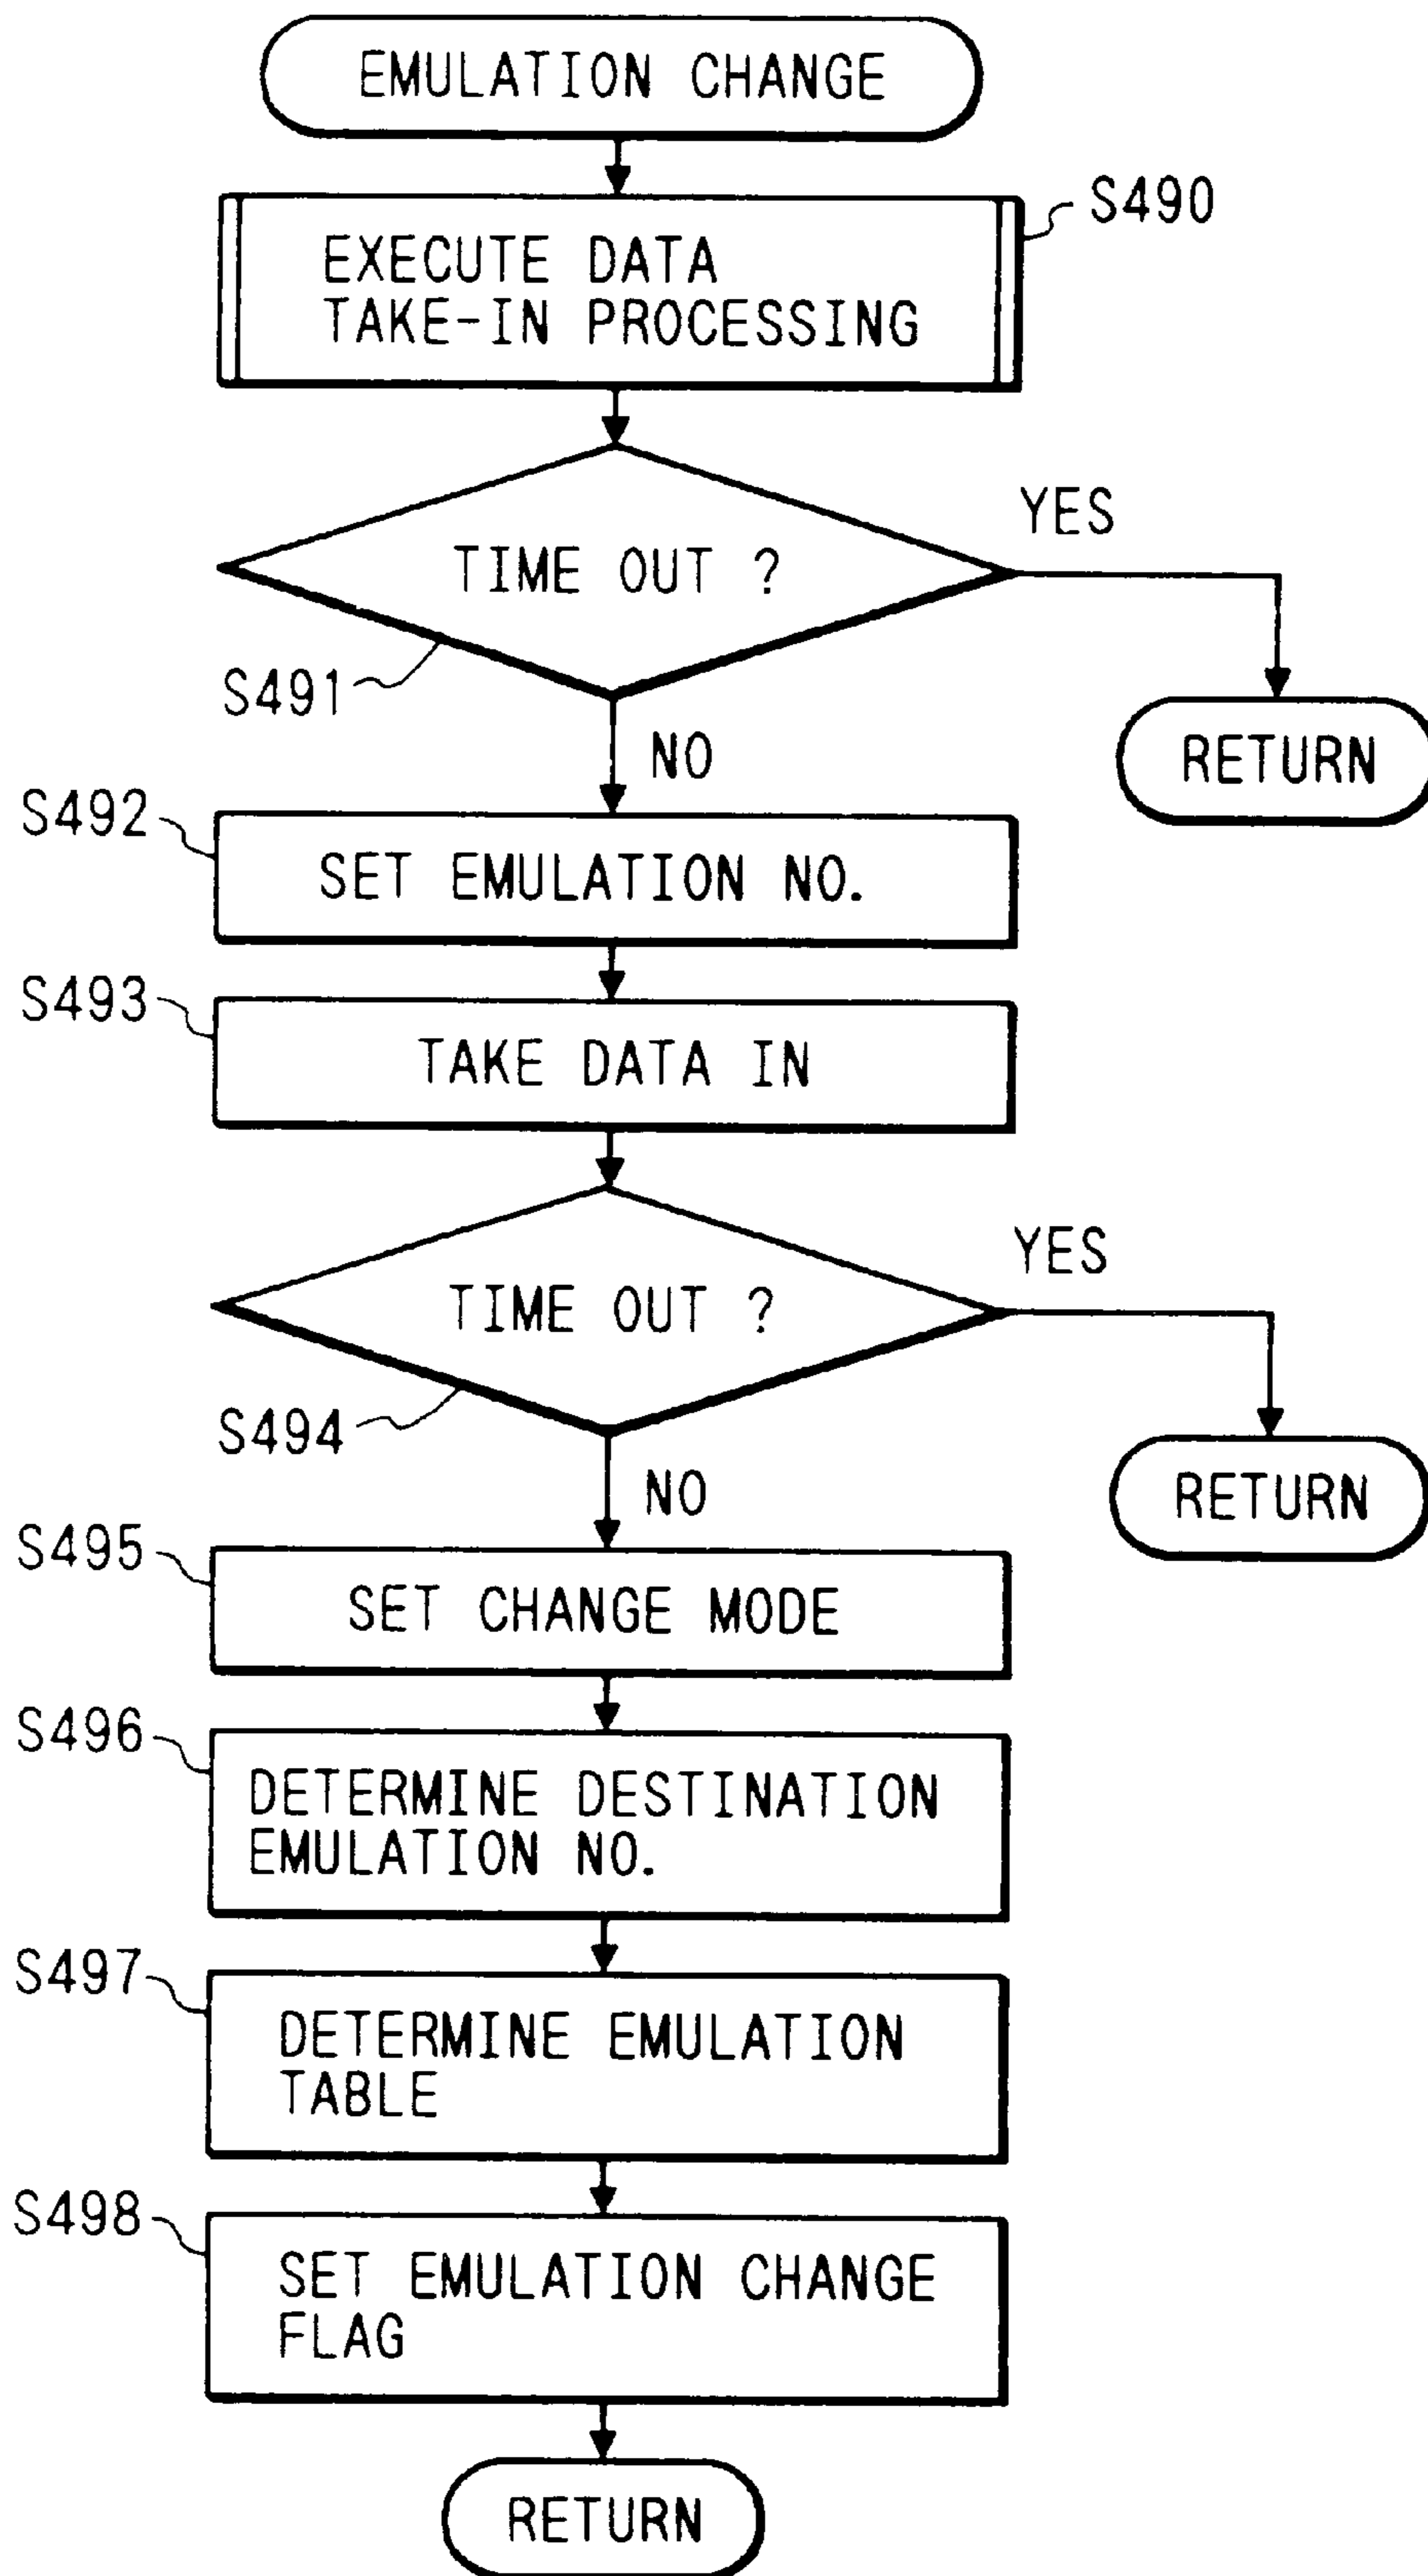 EMULATION CHANGE
S490
EXECUTE DATA
TAKE-IN PROCESSING
YES
TIME OUT ?
S491
NO
RETURN
S492
SET EMULATION NO.
S493
TAKE DATA IN
YES
TIME OUT ?
S494
NO
RETURN
S495
SET CHANGE MODE
S496
DETERMINE DESTINATION
EMULATION NO.
S497
DETERMINE EMULATION
TABLE
S498
SET EMULATION CHANGE
FLAG
RETURN